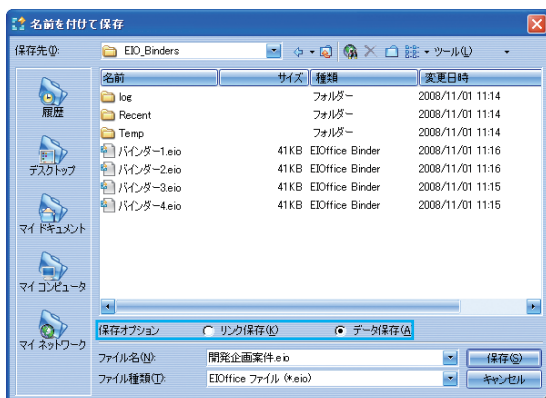 名前を付けて保存
保存先(I): EIO_Binders ツール(L)
名前 サイズ 種類 変更日時
log フォルダー 2008/11/01 11:14
Recent フォルダー 2008/11/01 11:14
Temp フォルダー 2008/11/01 11:14
バインダー1.eio 41KB EIOffice Binder 2008/11/01 11:16
バインダー2.eio 41KB EIOffice Binder 2008/11/01 11:16
バインダー3.eio 41KB EIOffice Binder 2008/11/01 11:15
バインダー4.eio 41KB EIOffice Binder 2008/11/01 11:15
履歴
デスクトップ
マイ ドキュメント
マイ コンピュータ
マイ ネットワーク
保存オプション リンク保存(K) データ保存(A
ファイル名(N): 開発企画案件.eio 保存(S)
ファイル種類(T): EIOffice ファイル (*.eio) キャンセル